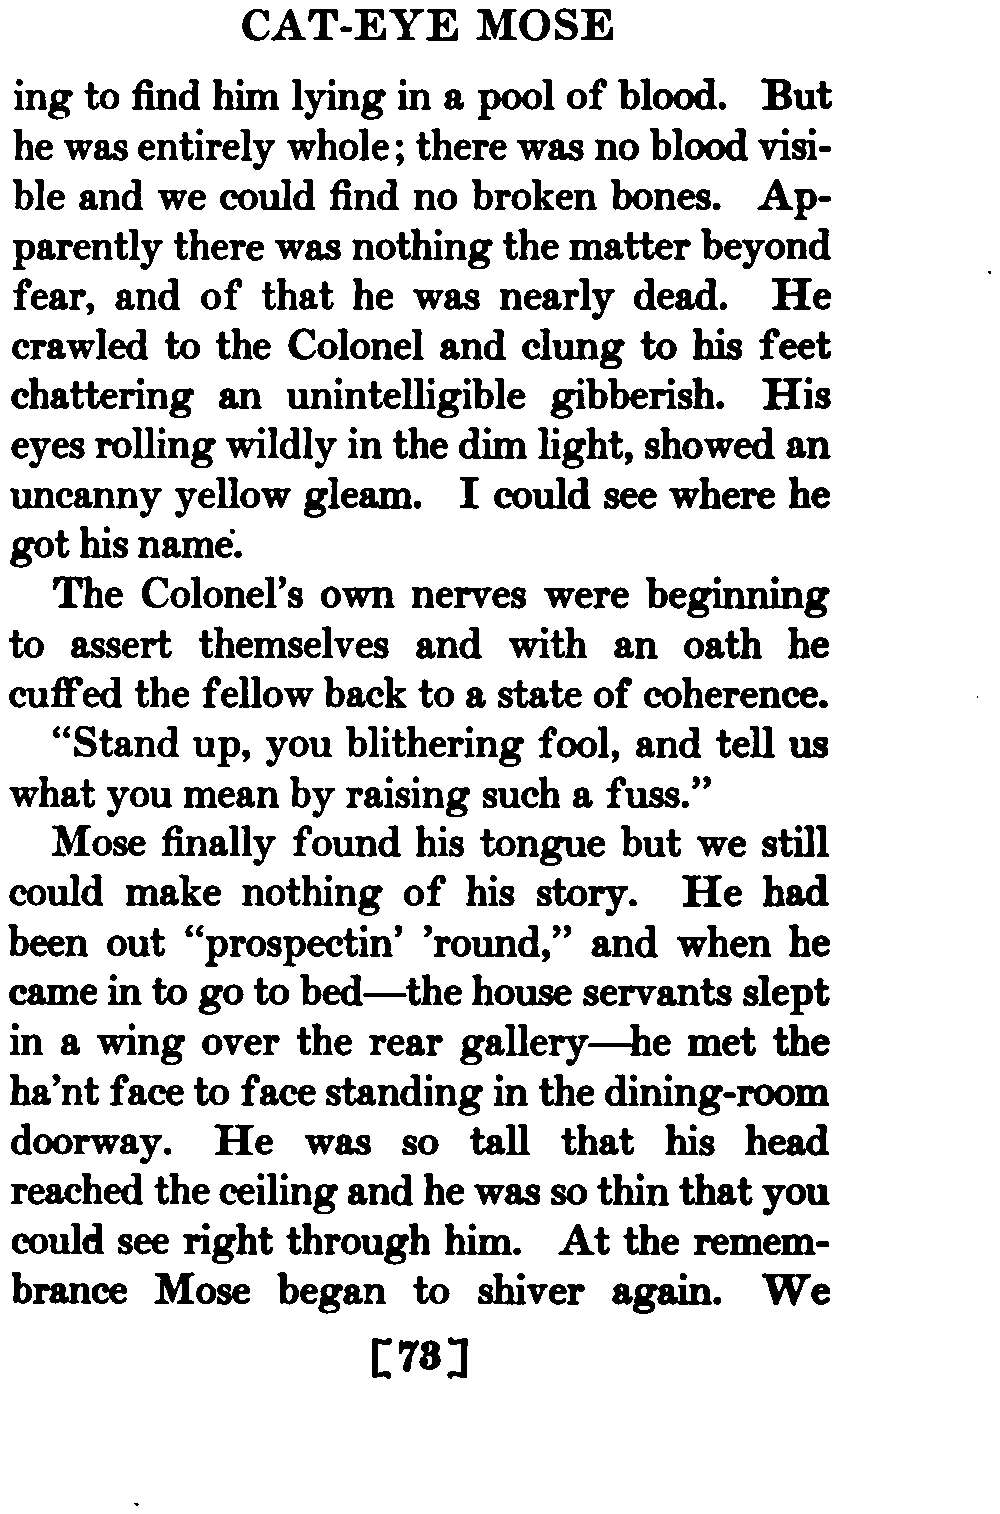 CAT-EYE MOSE
ing to find him lying in a pool of blood. But
he was entirely whole; there was no blood visi-
ble and we could find no broken bones. Ap-
parently there was nothing the matter beyond
fear, and of that he was nearly dead. He
crawled to the Colonel and clung to his feet
chattering an unintelligible gibberish. His
eyes rolling wildly in the dim light, showed an
uncanny yellow gleam. I could see where he
got his name.
The Colonel's own nerves were beginning
to assert themselves and with an oath he
cuffed the fellow back to a state of coherence.
"Stand up, you blithering fool, and tell us
what you mean by raising such a fuss."
Mose finally found his tongue but we still
could make nothing of his story. He had
been out "prospectin' 'round," and when he
came in to go to bed—the house servants slept
in a wing over the rear gallery—he met the
ha'nt face to face standing in the dining-room
doorway. He was so tall that his head
reached the ceiling and he was so thin that you
could see right through him. At the remem-
brance Mose began to shiver again. We
[73]